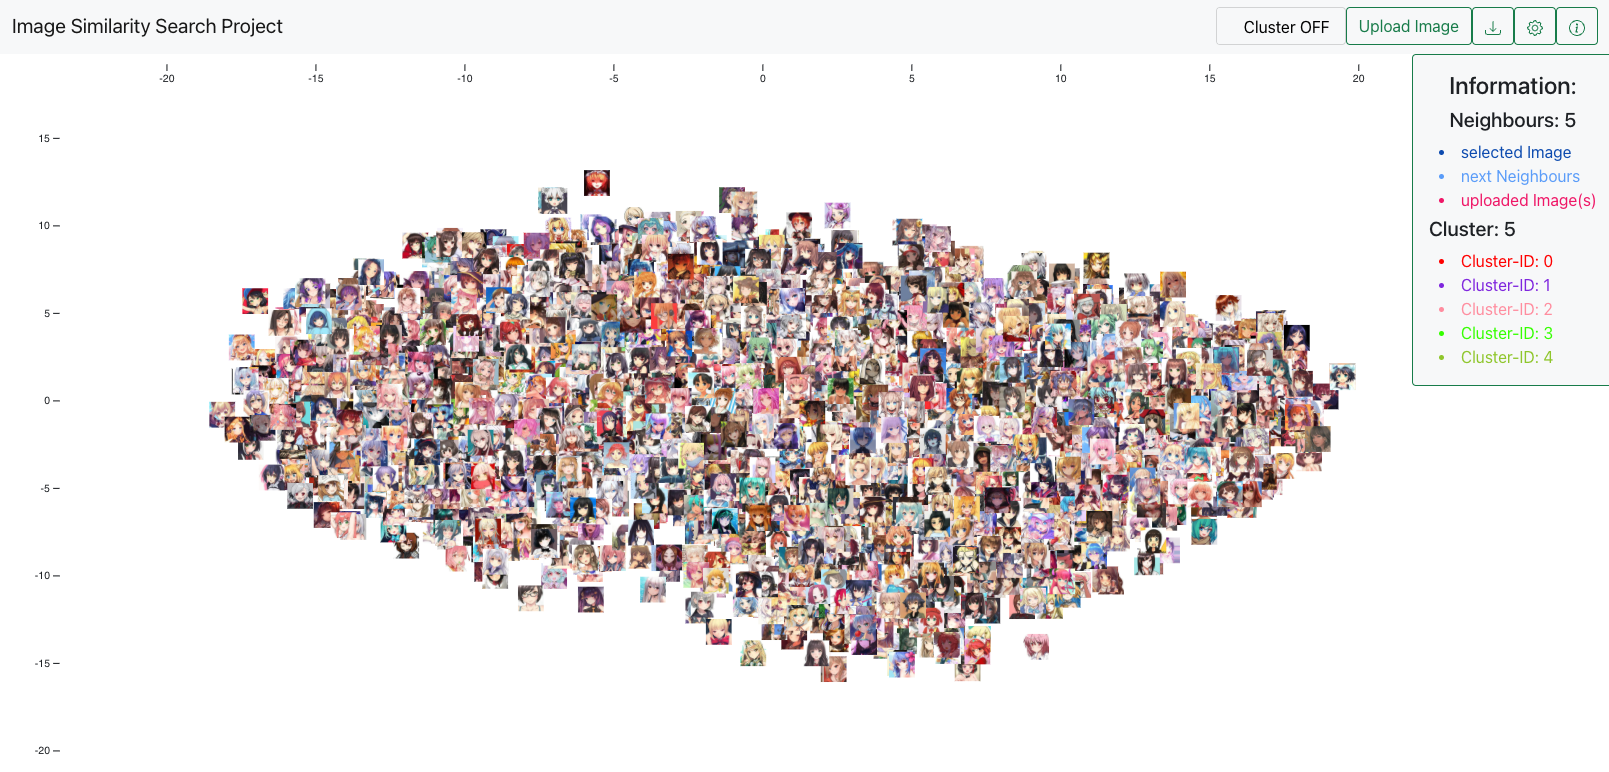 Image Similarity Search Project
Cluster OFF
Upload Image
-20 -15 -10 -5 0 5 10 15 20
15
10
5
0
-5
-10
-15
-20
Information:
Neighbours: 5
selected Image
next Neighbours
uploaded Image(s)
Cluster: 5
Cluster-ID: 0
Cluster-ID: 1
Cluster-ID: 2
Cluster-ID: 3
Cluster-ID: 4